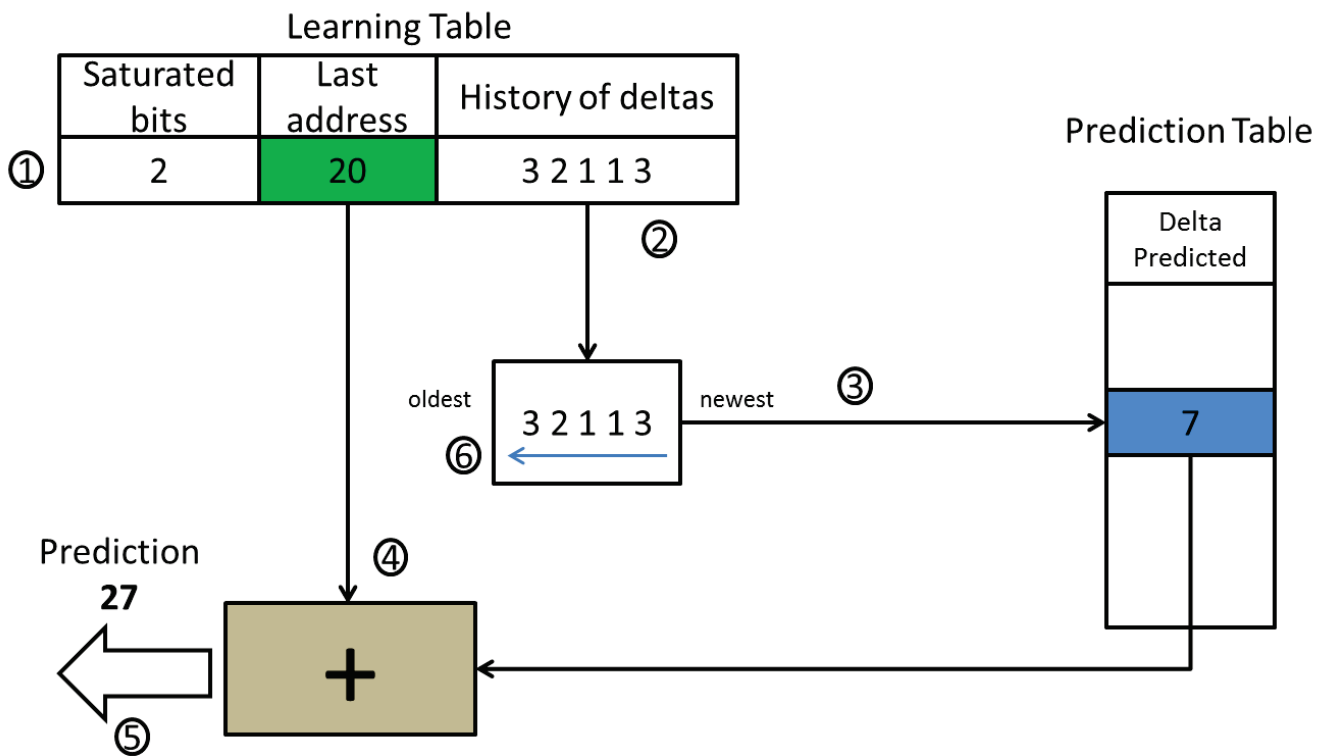 Learning Table
Saturated bits
Last address
History of deltas
① 2 20 3 2 1 1 3
Prediction Table
②
Delta Predicted
oldest
3 2 1 1 3
newest
③
7
⑥
④
Prediction
27
+
⑤